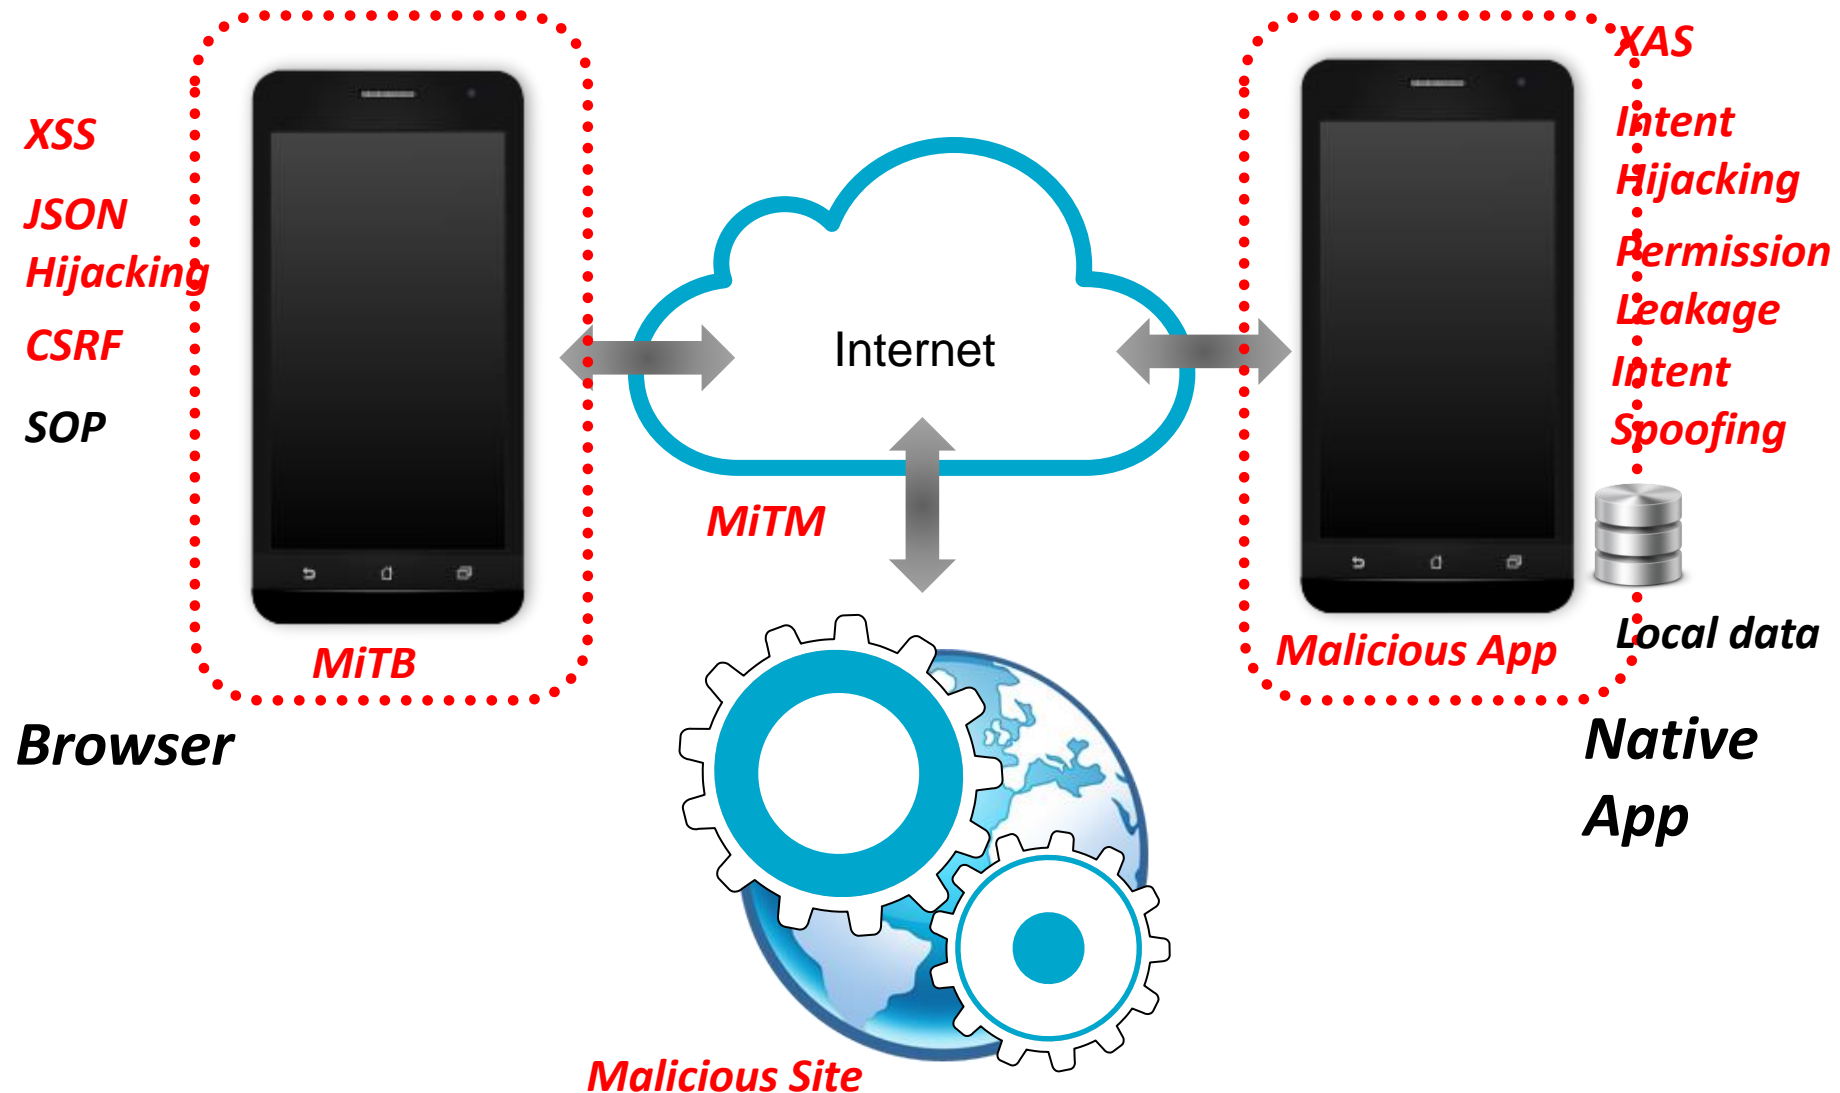 XSS
JSON
Hijacking
CSRF
SOP
MiTB
Browser
Internet
MiTM
Malicious Site
XAS
Intent
Hijacking
Permission
Leakage
Intent
Spoofing
Local data
Malicious App
Native
App